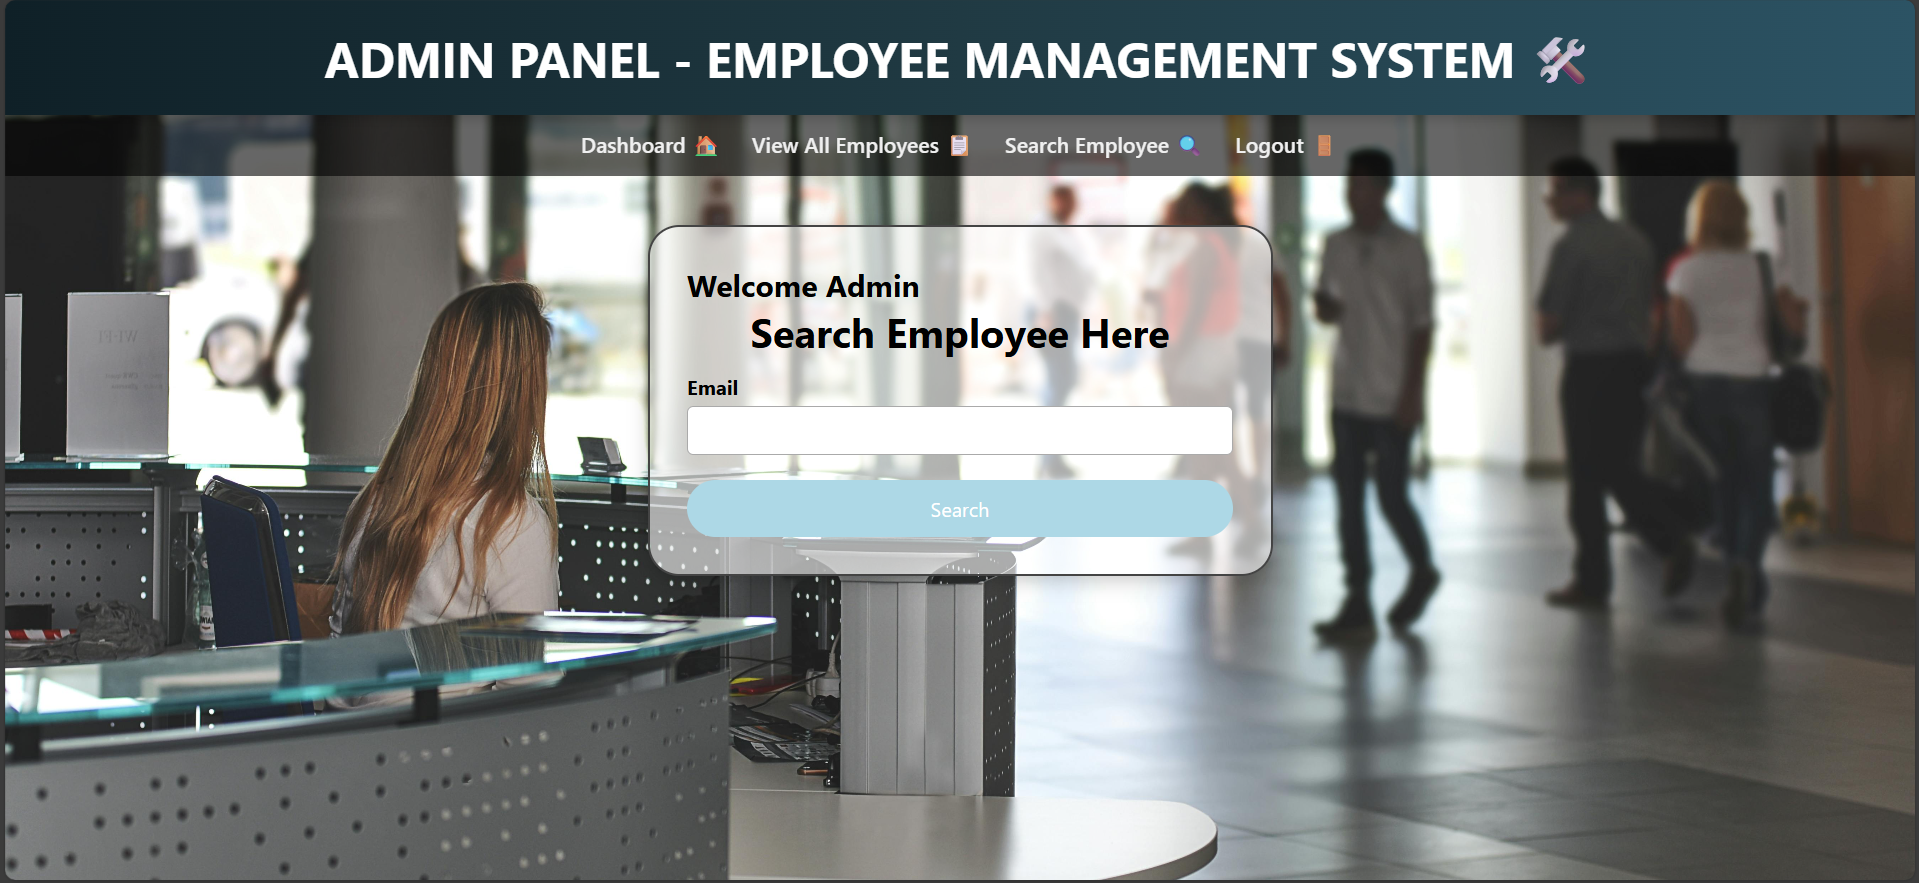 ADMIN PANEL - EMPLOYEE MANAGEMENT SYSTEM 🛠️
Dashboard 🏠 View All Employees 📋 Search Employee 🔍 Logout 🚪
Welcome Admin
Search Employee Here
Email
Search